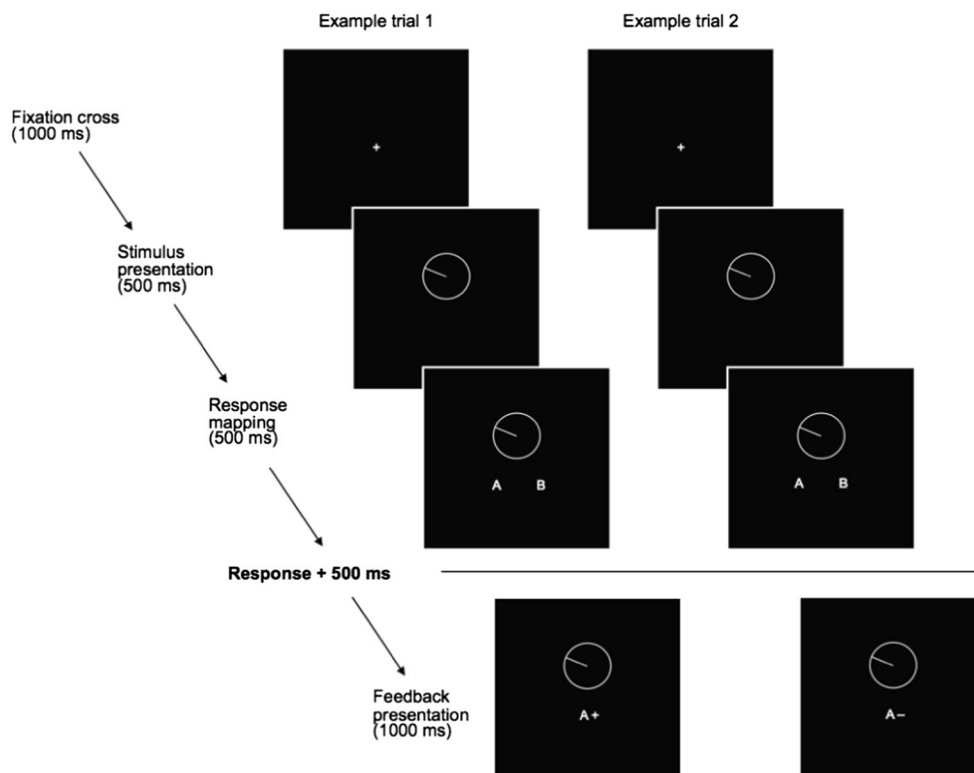 Example trial 1
Example trial 2
Fixation cross
(1000 ms)
+
+
Stimulus
presentation
(500 ms)
Response
mapping
(500 ms)
A B
A B
Response + 500 ms
Feedback
presentation
(1000 ms)
A+
A–